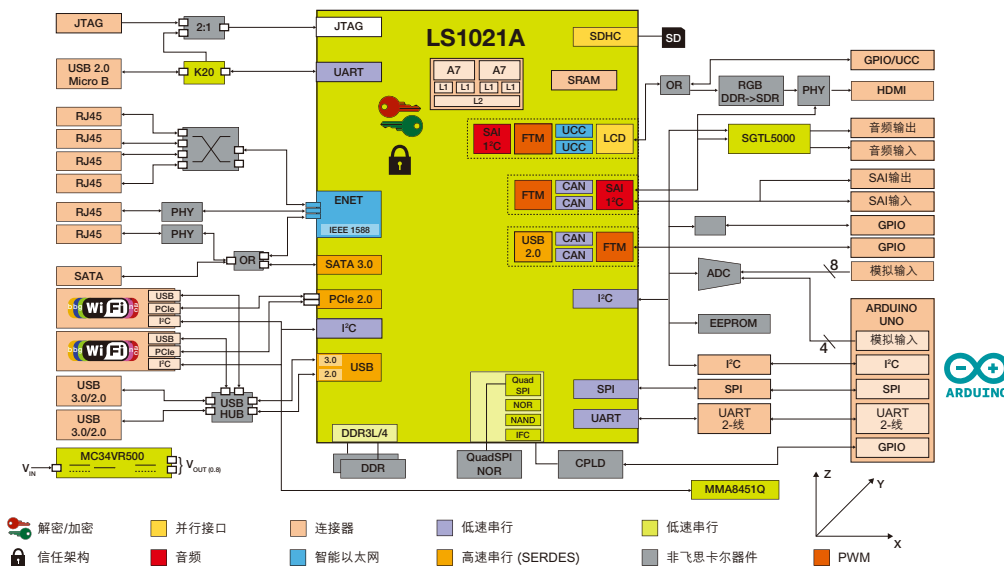 JTAG
2:1
JTAG
LS1021A
SDHC
SD
USB 2.0
Micro B
K20
UART
A7
A7
L1
L1
L1
L1
L2
SRAM
OR
RGB
DDR->SDR
PHY
GPIO/UCC
HDMI
RJ45
RJ45
RJ45
RJ45
SAI
I²C
FTM
UCC
UCC
LCD
SGTL5000
音频输出
音频输入
FTM
CAN
CAN
SAI
I²C
SAI输出
SAI输入
RJ45
PHY
RJ45
PHY
ENET
IEEE 1588
USB
2.0
CAN
CAN
FTM
GPIO
GPIO
OR
SATA
SATA 3.0
ADC
8
模拟输入
WiFi
USB
PCIe
I²C
PCIe 2.0
I²C
I²C
EEPROM
ARDUINO
UNO
模拟输入
4
WiFi
USB
PCIe
I²C
3.0
2.0
USB
I²C
I²C
ARDUINO
USB
3.0/2.0
USB
3.0/2.0
USB
HUB
Quad
SPI
NOR
NAND
IFC
SPI
SPI
SPI
UART
UART
2-线
UART
2-线
DDR3L/4
DDR
QuadSPI
NOR
CPLD
GPIO
MC34VR500
VIN
VOUT (0.8)
MMA8451Q
Z
Y
X
解密/加密
并行接口
连接器
低速串行
低速串行
信任架构
音频
智能以太网
高速串行 (SERDES)
非飞思卡尔器件
PWM